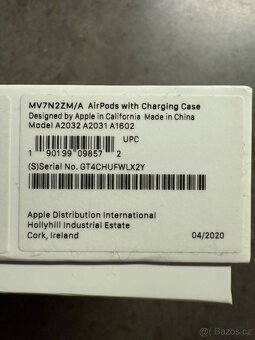 MV7N2ZM/A AirPods with Charging Case
Designed by Apple in California Made in China
Model A2032 A2031 A1602
UPC
1 90199 09857 2
(S)Serial No. GT4CHUFWLX2Y
Apple Distribution International
Hollyhill Industrial Estate
Cork, Ireland 04/2020
Bazoš.cz